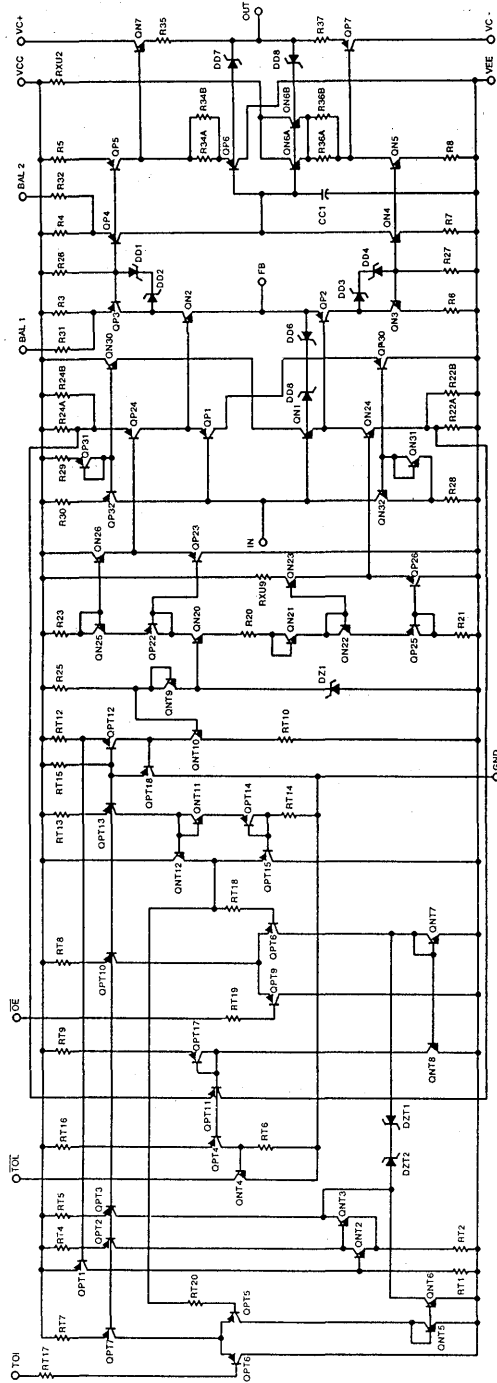 VC+
VCC
BAL 2
BAL 1
OUT
QN7
R35
R37
QP7
VC -
RXU2
DD7
DD8
VEE
R34B
R34A
QP6
QN6B
QN6A
R36B
R36A
R5
QP5
QN5
R8
R32
R4
QP4
CC1
QN4
R7
R26
DD1
DD2
DD4
DD3
R27
R3
R31
QP3
QN2
FB
QP2
QN3
R6
QN30
DD6
DD8
QP30
R24B
R24A
QP24
QP1
QN1
QN24
R22B
R22A
R29
QP31
QN31
R30
QP32
IN
QN32
R28
QN26
QP23
RXU9
QN23
QP26
R23
QN25
QP22
QN20
R20
QN21
QN22
QP25
R21
R25
QNT9
DZ1
RT12
QPT12
QNT10
RT10
RT15
QPT18
GND
RT13
QPT13
QNT11
QPT14
RT14
QNT12
QPT15
RT18
RT8
QPT10
QPT6
QPT9
QNT7
OE
RT19
RT9
QPT17
QNT8
QPT11
RT16
QPT4
RT6
DZT1
DZT2
TOL
QNT4
RT5
QPT3
QNT3
RT4
QPT2
QNT2
RT2
QPT1
RT1
RT20
QPT5
QNT6
RT7
QPT7
QNT5
TOI
RT17
QPT6